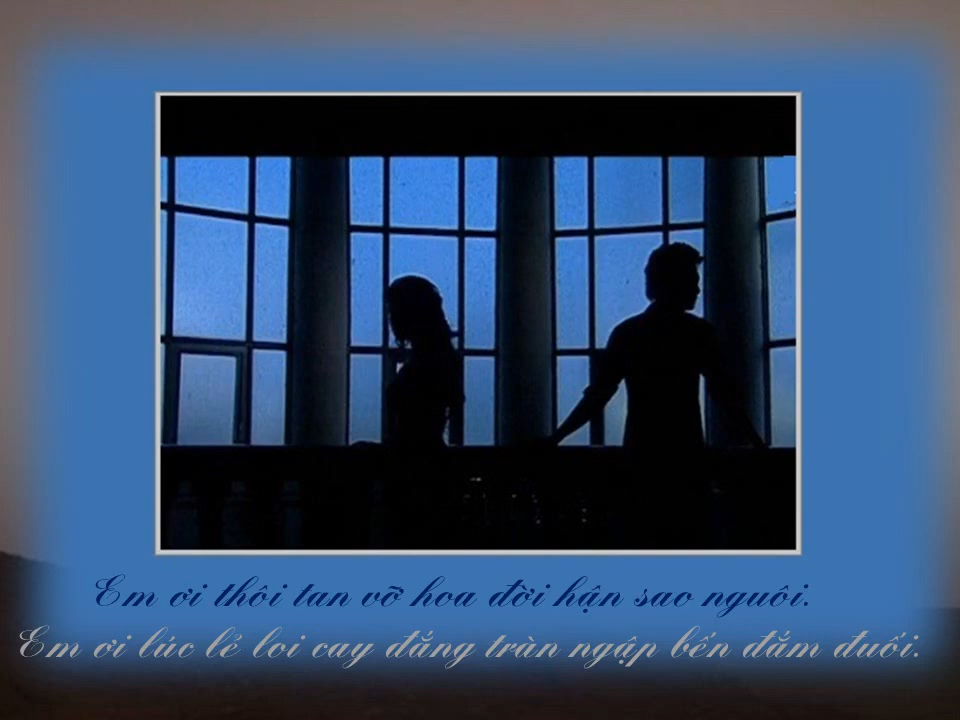 Em ơi thôi tan vỡ hoa đời hận sao nguôi.
Em ơi lúc lẻ loi cay đắng tràn ngập bến đắm đuối.